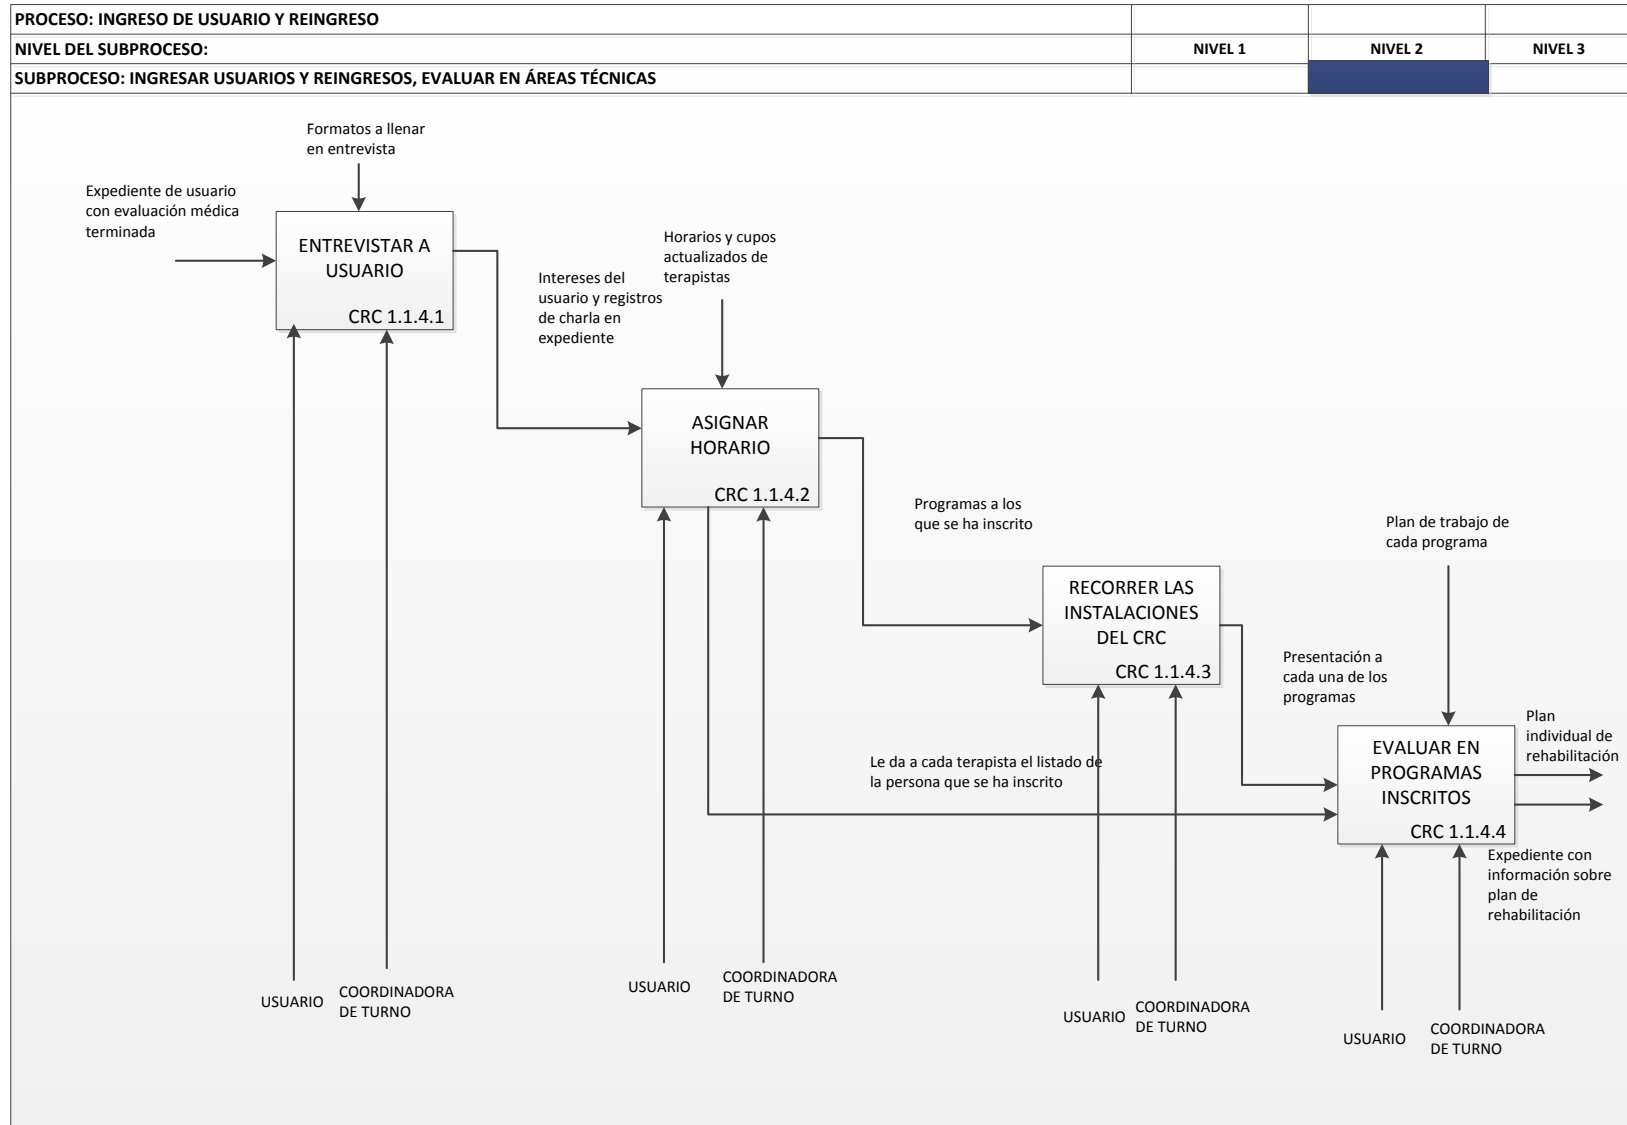 PROCESO: INGRESO DE USUARIO Y REINGRESO
NIVEL DEL SUBPROCESO:
NIVEL 1
NIVEL 2
NIVEL 3
SUBPROCESO: INGRESAR USUARIOS Y REINGRESOS, EVALUAR EN ÁREAS TÉCNICAS
Formatos a llenar
en entrevista
Expediente de usuario
con evaluación médica
terminada
ENTREVISTAR A
USUARIO
CRC 1.1.4.1
Intereses del
usuario y registros
de charla en
expediente
Horarios y cupos
actualizados de
terapistas
ASIGNAR
HORARIO
CRC 1.1.4.2
Programas a los
que se ha inscrito
RECORRER LAS
INSTALACIONES
DEL CRC
CRC 1.1.4.3
Plan de trabajo de
cada programa
Presentación a
cada una de los
programas
Le da a cada terapista el listado de
la persona que se ha inscrito
EVALUAR EN
PROGRAMAS
INSCRITOS
CRC 1.1.4.4
Plan
individual de
rehabilitación
Expediente con
información sobre
plan de
rehabilitación
USUARIO
COORDINADORA
DE TURNO
USUARIO
COORDINADORA
DE TURNO
USUARIO
COORDINADORA
DE TURNO
USUARIO
COORDINADORA
DE TURNO